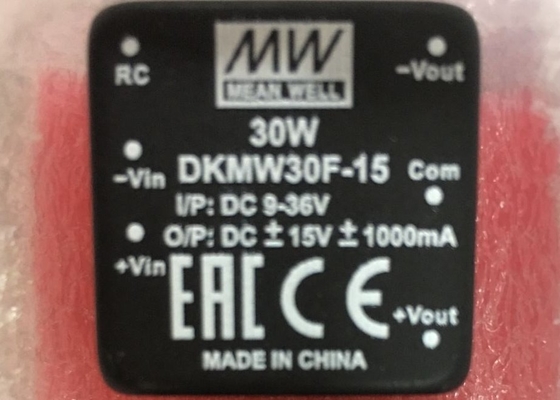 MW
MEAN WELL
RC
−Vout
30W
−Vin
DKMW30F-15
Com
I/P: DC 9-36V
O/P: DC ±15V ±1000mA
+Vin
EAC CE
+Vout
MADE IN CHINA